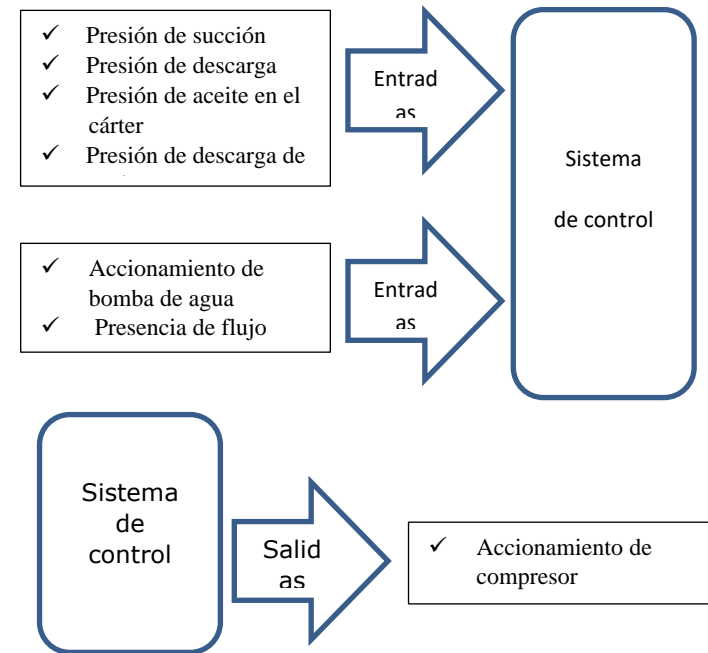 ✓ Presión de succión
✓ Presión de descarga
✓ Presión de aceite en el
cárter
✓ Presión de descarga de
Entrad
as
Sistema
de control
✓ Accionamiento de
bomba de agua
✓ Presencia de flujo
Entrad
as
Sistema
de
control
Salid
as
✓ Accionamiento de
compresor